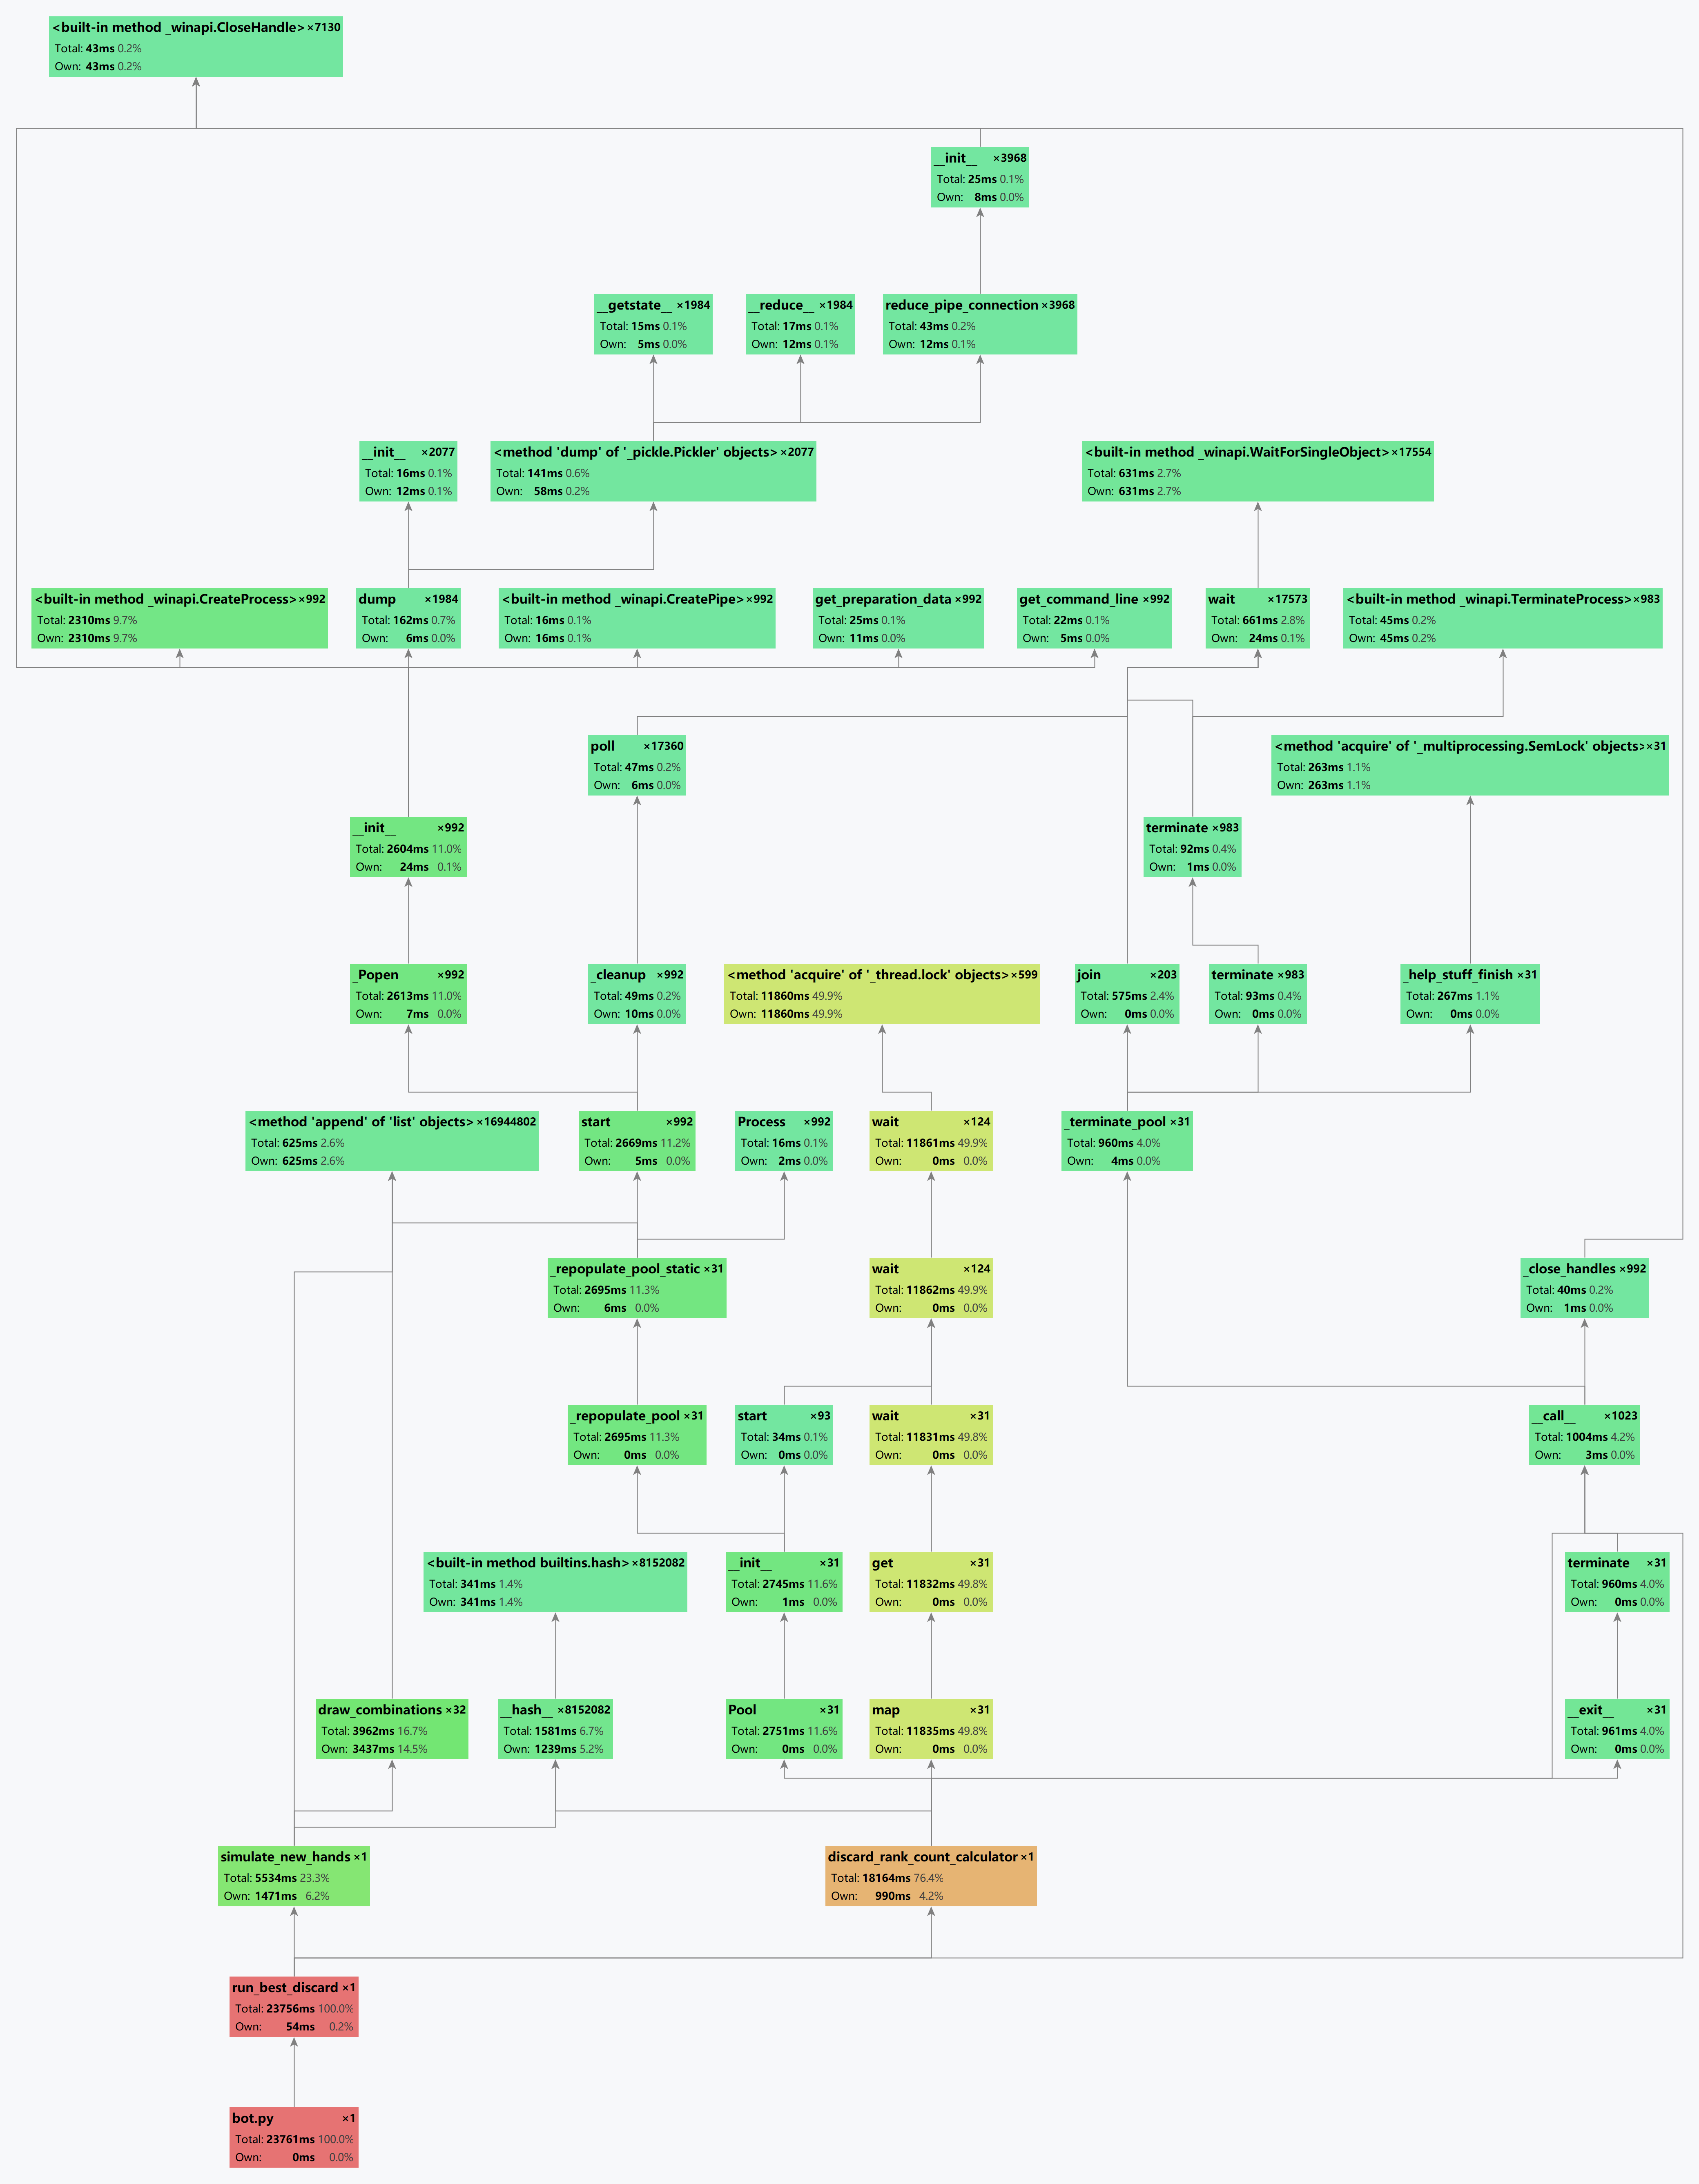 <built-in method _winapi.CloseHandle> ×7130
Total: 43ms 0.2%
Own: 43ms 0.2%
__init__ ×3968
Total: 25ms 0.1%
Own: 8ms 0.0%
__getstate__ ×1984
Total: 15ms 0.1%
Own: 5ms 0.0%
__reduce__ ×1984
Total: 17ms 0.1%
Own: 12ms 0.1%
reduce_pipe_connection ×3968
Total: 43ms 0.2%
Own: 12ms 0.1%
__init__ ×2077
Total: 16ms 0.1%
Own: 12ms 0.1%
<method 'dump' of '_pickle.Pickler' objects> ×2077
Total: 141ms 0.6%
Own: 58ms 0.2%
<built-in method _winapi.WaitForSingleObject> ×17554
Total: 631ms 2.7%
Own: 631ms 2.7%
<built-in method _winapi.CreateProcess> ×992
Total: 2310ms 9.7%
Own: 2310ms 9.7%
dump ×1984
Total: 162ms 0.7%
Own: 6ms 0.0%
<built-in method _winapi.CreatePipe> ×992
Total: 16ms 0.1%
Own: 16ms 0.1%
get_preparation_data ×992
Total: 25ms 0.1%
Own: 11ms 0.0%
get_command_line ×992
Total: 22ms 0.1%
Own: 5ms 0.0%
wait ×17573
Total: 661ms 2.8%
Own: 24ms 0.1%
<built-in method _winapi.TerminateProcess> ×983
Total: 45ms 0.2%
Own: 45ms 0.2%
poll ×17360
Total: 47ms 0.2%
Own: 6ms 0.0%
<method 'acquire' of '_multiprocessing.SemLock' objects> ×31
Total: 263ms 1.1%
Own: 263ms 1.1%
__init__ ×992
Total: 2604ms 11.0%
Own: 24ms 0.1%
terminate ×983
Total: 92ms 0.4%
Own: 1ms 0.0%
_Popen ×992
Total: 2613ms 11.0%
Own: 7ms 0.0%
_cleanup ×992
Total: 49ms 0.2%
Own: 10ms 0.0%
<method 'acquire' of '_thread.lock' objects> ×599
Total: 11860ms 49.9%
Own: 11860ms 49.9%
join ×203
Total: 575ms 2.4%
Own: 0ms 0.0%
terminate ×983
Total: 93ms 0.4%
Own: 0ms 0.0%
_help_stuff_finish ×31
Total: 267ms 1.1%
Own: 0ms 0.0%
<method 'append' of 'list' objects> ×16944802
Total: 625ms 2.6%
Own: 625ms 2.6%
start ×992
Total: 2669ms 11.2%
Own: 5ms 0.0%
Process ×992
Total: 16ms 0.1%
Own: 2ms 0.0%
wait ×124
Total: 11861ms 49.9%
Own: 0ms 0.0%
_terminate_pool ×31
Total: 960ms 4.0%
Own: 4ms 0.0%
_repopulate_pool_static ×31
Total: 2695ms 11.3%
Own: 6ms 0.0%
wait ×124
Total: 11862ms 49.9%
Own: 0ms 0.0%
_close_handles ×992
Total: 40ms 0.2%
Own: 1ms 0.0%
_repopulate_pool ×31
Total: 2695ms 11.3%
Own: 0ms 0.0%
start ×93
Total: 34ms 0.1%
Own: 0ms 0.0%
wait ×31
Total: 11831ms 49.8%
Own: 0ms 0.0%
__call__ ×1023
Total: 1004ms 4.2%
Own: 3ms 0.0%
<built-in method builtins.hash> ×8152082
Total: 341ms 1.4%
Own: 341ms 1.4%
__init__ ×31
Total: 2745ms 11.6%
Own: 1ms 0.0%
get ×31
Total: 11832ms 49.8%
Own: 0ms 0.0%
terminate ×31
Total: 960ms 4.0%
Own: 0ms 0.0%
draw_combinations ×32
Total: 3962ms 16.7%
Own: 3437ms 14.5%
__hash__ ×8152082
Total: 1581ms 6.7%
Own: 1239ms 5.2%
Pool ×31
Total: 2751ms 11.6%
Own: 0ms 0.0%
map ×31
Total: 11835ms 49.8%
Own: 0ms 0.0%
__exit__ ×31
Total: 961ms 4.0%
Own: 0ms 0.0%
simulate_new_hands ×1
Total: 5534ms 23.3%
Own: 1471ms 6.2%
discard_rank_count_calculator ×1
Total: 18164ms 76.4%
Own: 990ms 4.2%
run_best_discard ×1
Total: 23756ms 100.0%
Own: 54ms 0.2%
bot.py ×1
Total: 23761ms 100.0%
Own: 0ms 0.0%